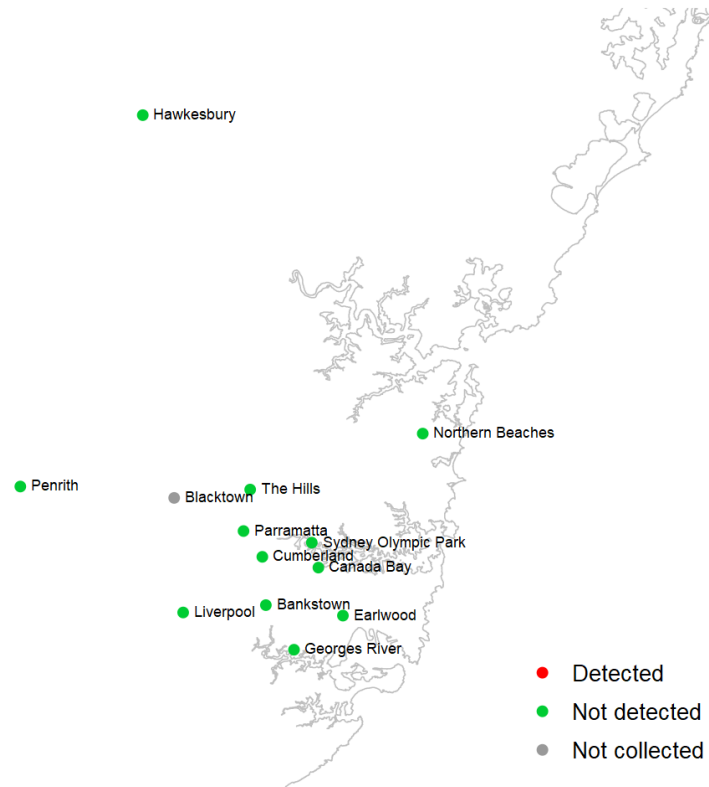 Hawkesbury
Northern Beaches
Penrith
The Hills
Blacktown
Parramatta
Sydney Olympic Park
Cumberland
Canada Bay
Bankstown
Liverpool
Earlwood
Georges River
Detected
Not detected
Not collected